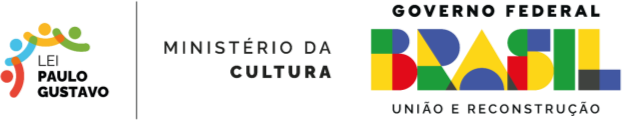 LEI
PAULO
GUSTAVO
MINISTÉRIO DA
CULTURA
GOVERNO FEDERAL
BRASIL
UNIÃO E RECONSTRUÇÃO